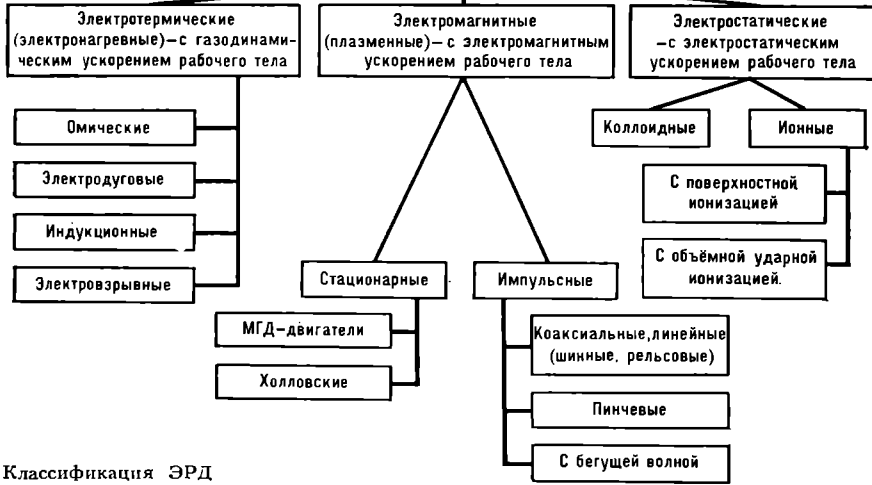 Электротермические
(электронагревные)–с газодинами-
ческим ускорением рабочего тела
Омические
Электродуговые
Индукционные
Электровзрывные
Электромагнитные
(плазменные)–с электромагнитным
ускорением рабочего тела
Стационарные
МГД–двигатели
Холловские
Импульсные
Коаксиальные,линейные
(шинные, рельсовые)
Пинчевые
С бегущей волной
Электростатические
–с электростатическим
ускорением рабочего тела
Коллоидные
Ионные
С поверхностной
ионизацией
С объёмной ударной
ионизацией.
Классификация ЭРД